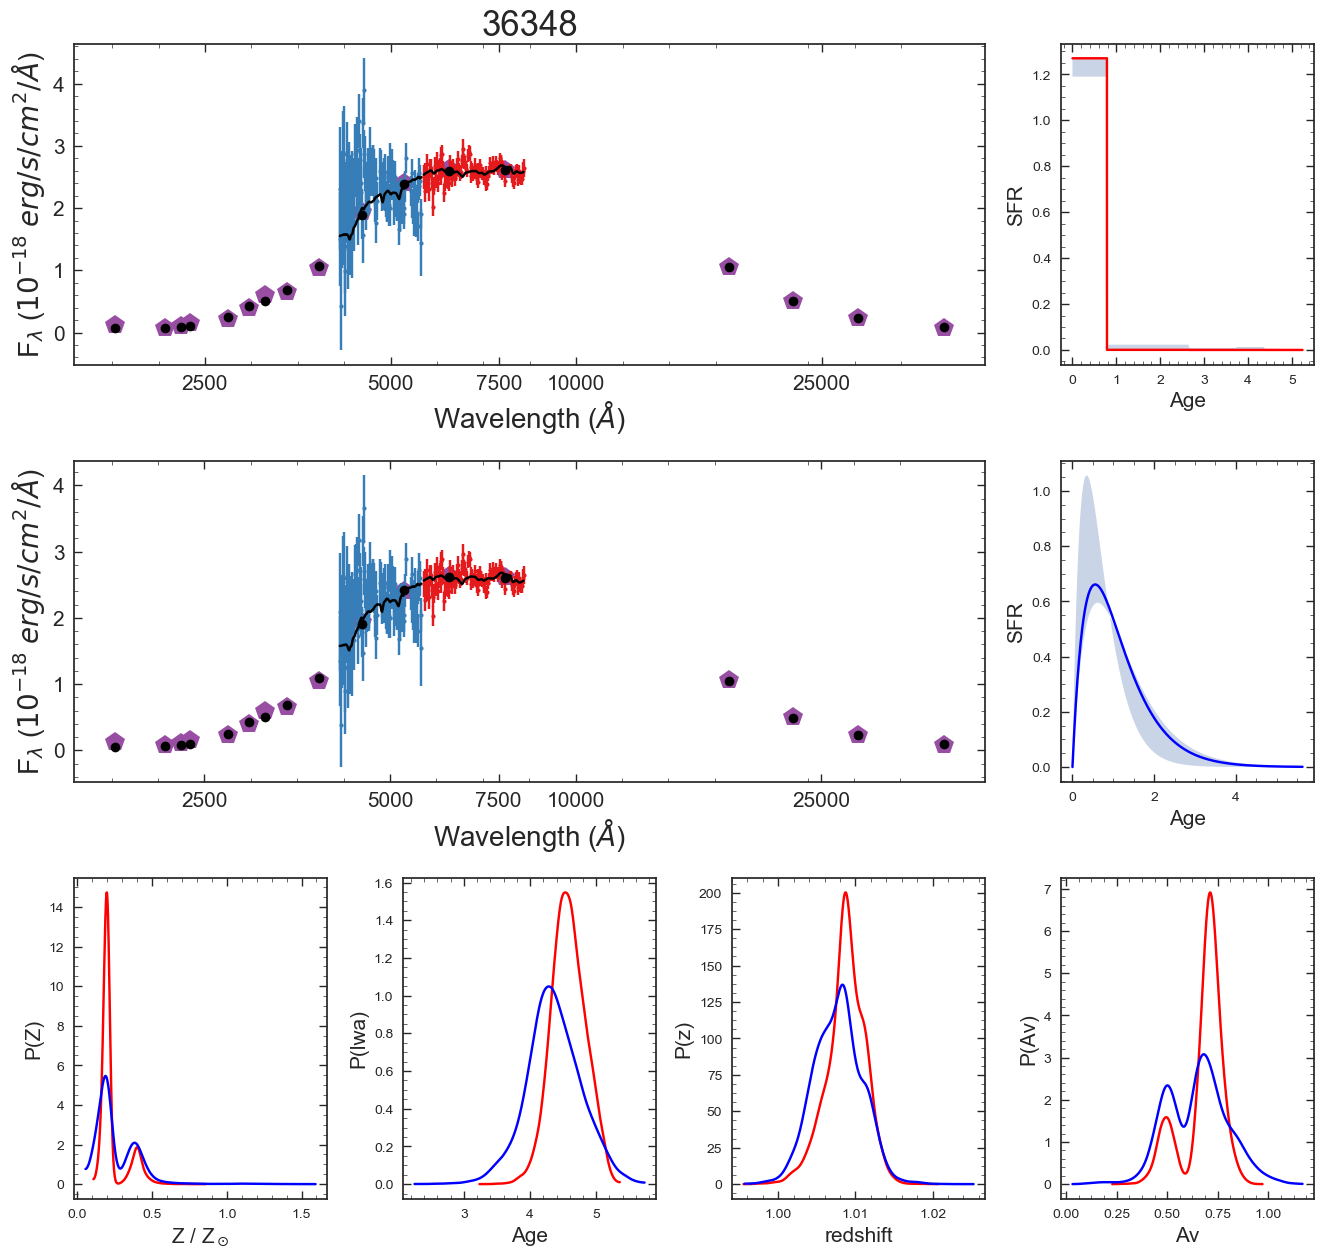 36348
F_λ (10^{-18} erg/s/cm^2/Å)
4
3
2
1
0
2500 5000 7500 10000 25000
Wavelength (Å)
SFR
1.2
1.0
0.8
0.6
0.4
0.2
0.0
0 1 2 3 4 5
Age
F_λ (10^{-18} erg/s/cm^2/Å)
4
3
2
1
0
2500 5000 7500 10000 25000
Wavelength (Å)
SFR
1.0
0.8
0.6
0.4
0.2
0.0
0 2 4
Age
P(Z)
14
12
10
8
6
4
2
0
0.0 0.5 1.0 1.5
Z / Z_⊙
P(lwa)
1.6
1.4
1.2
1.0
0.8
0.6
0.4
0.2
0.0
3 4 5
Age
P(z)
200
175
150
125
100
75
50
25
0
1.00 1.01 1.02
redshift
P(Av)
7
6
5
4
3
2
1
0
0.00 0.25 0.50 0.75 1.00
Av